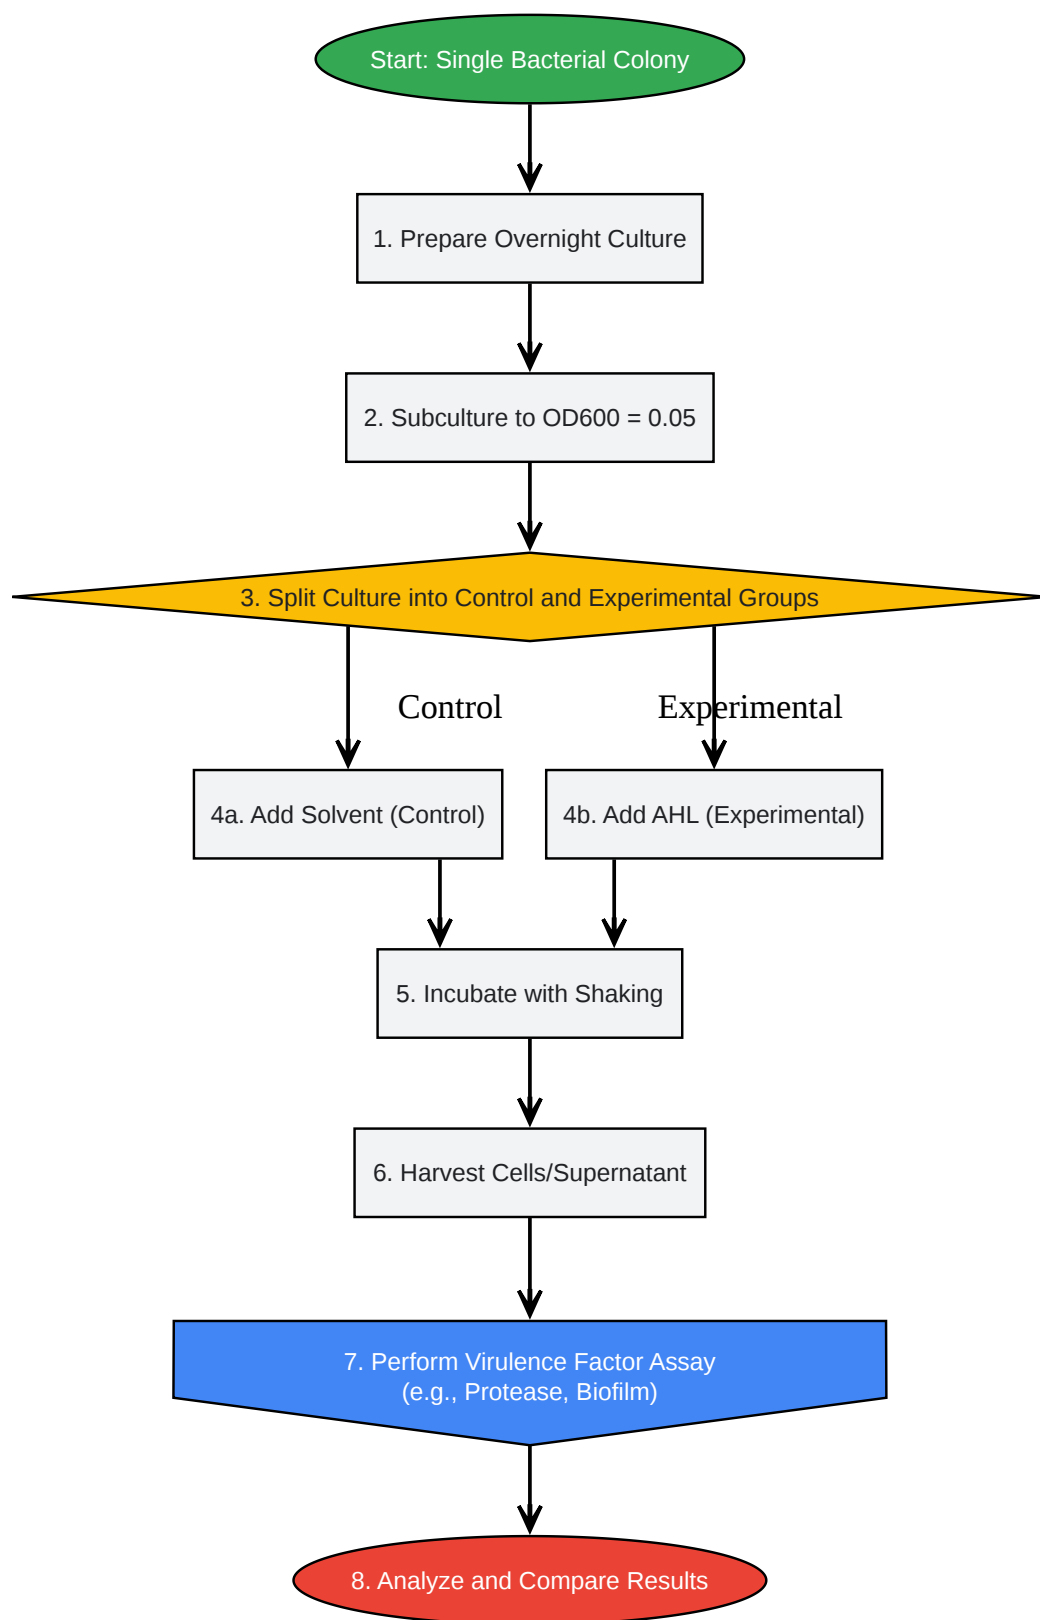 Start: Single Bacterial Colony
1. Prepare Overnight Culture
2. Subculture to OD600 = 0.05
3. Split Culture into Control and Experimental Groups
Control
Experimental
4a. Add Solvent (Control)
4b. Add AHL (Experimental)
5. Incubate with Shaking
6. Harvest Cells/Supernatant
7. Perform Virulence Factor Assay
(e.g., Protease, Biofilm)
8. Analyze and Compare Results